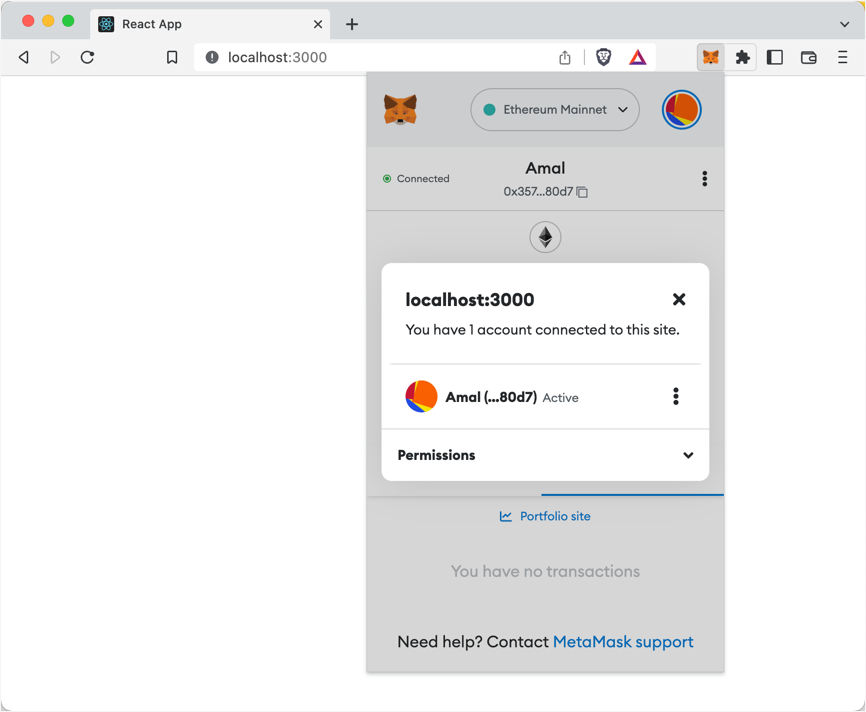 React App
localhost:3000
Ethereum Mainnet
Connected
Amal
0x357...80d7
localhost:3000
You have 1 account connected to this site.
Amal (...80d7) Active
Permissions
Portfolio site
You have no transactions
Need help? Contact MetaMask support